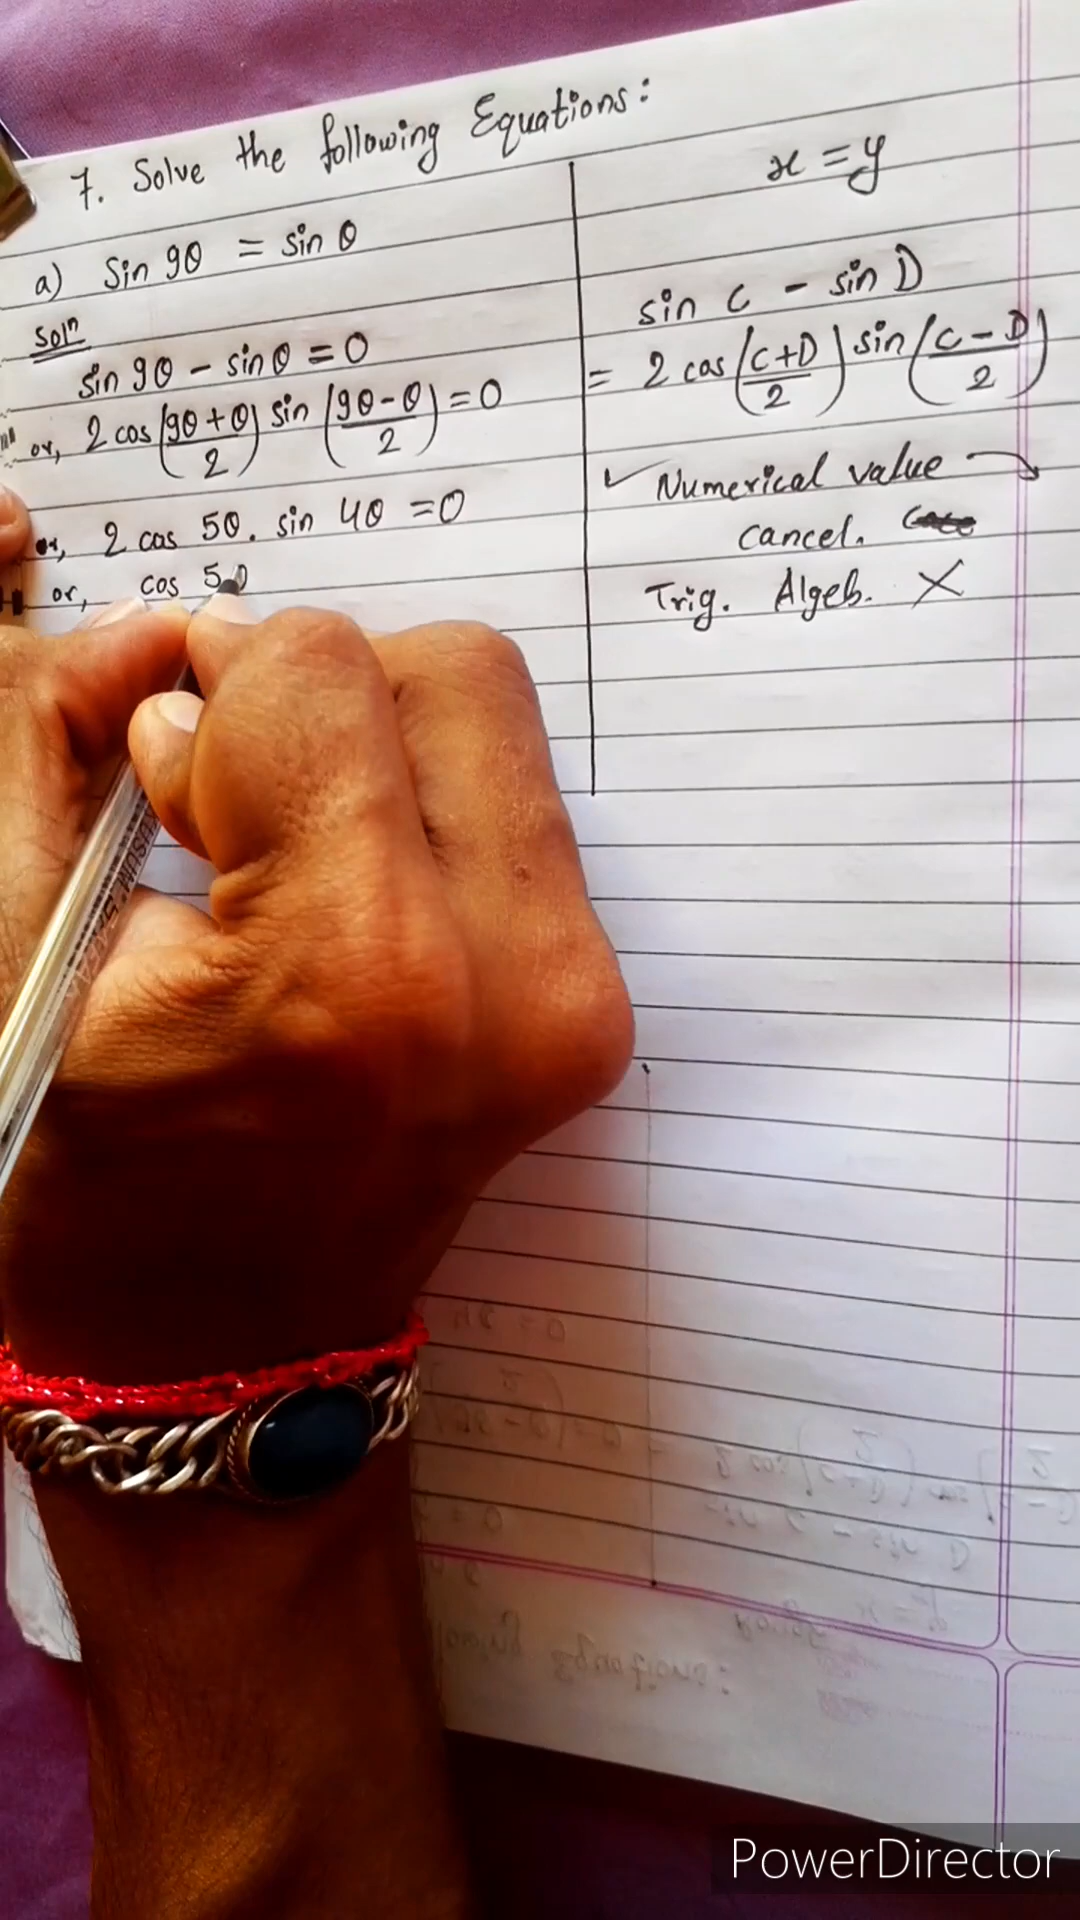 7. Solve the following Equations:
a) Sin 9θ = sin θ
Solⁿ
sin 9θ - sin θ = 0
or, 2 cos (9θ + θ / 2) sin (9θ - θ / 2) = 0
or, 2 cos 5θ. sin 4θ = 0
or, cos 5θ
x = y
sin C - sin D
= 2 cos (C+D / 2) sin (C - D / 2)
✓ Numerical value →
cancel.
Trig. Algeb. X
PowerDirector